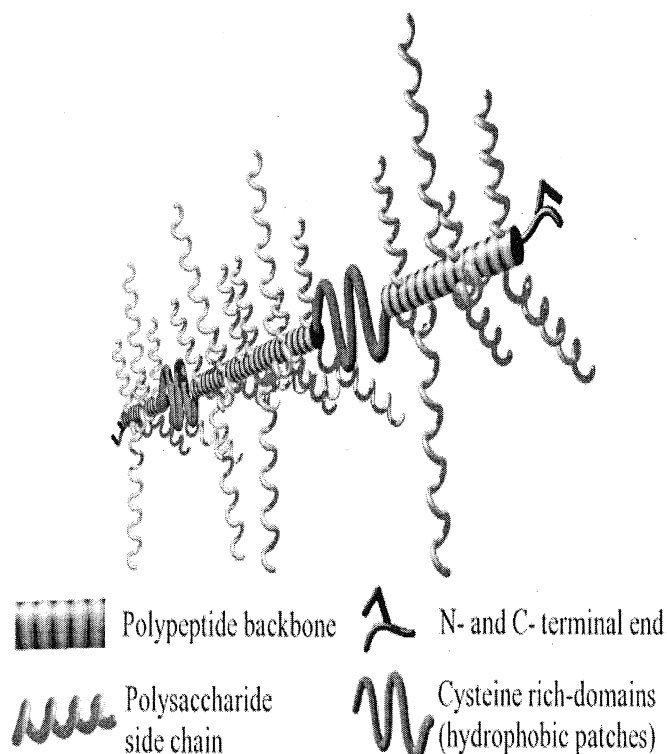 Polypeptide backbone
N- and C- terminal end
Polysaccharide
side chain
Cysteine rich-domains
(hydrophobic patches)